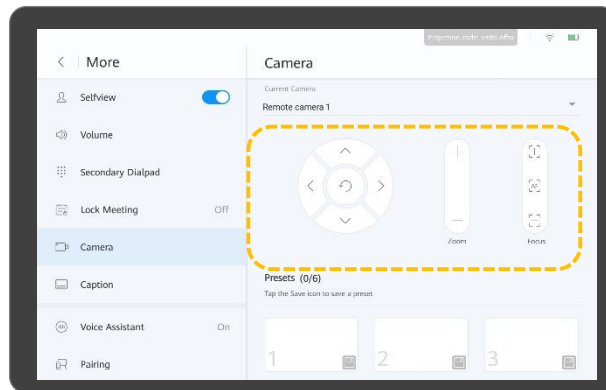 Projection code:
More
Camera
Selfview
Volume
Secondary Dialpad
Lock Meeting Off
Camera
Caption
Voice Assistant On
Pairing
Current Camera
Remote camera 1
AF
Zoom Focus
Presets (0/6)
Tap the Save icon to save a preset
1 2 3